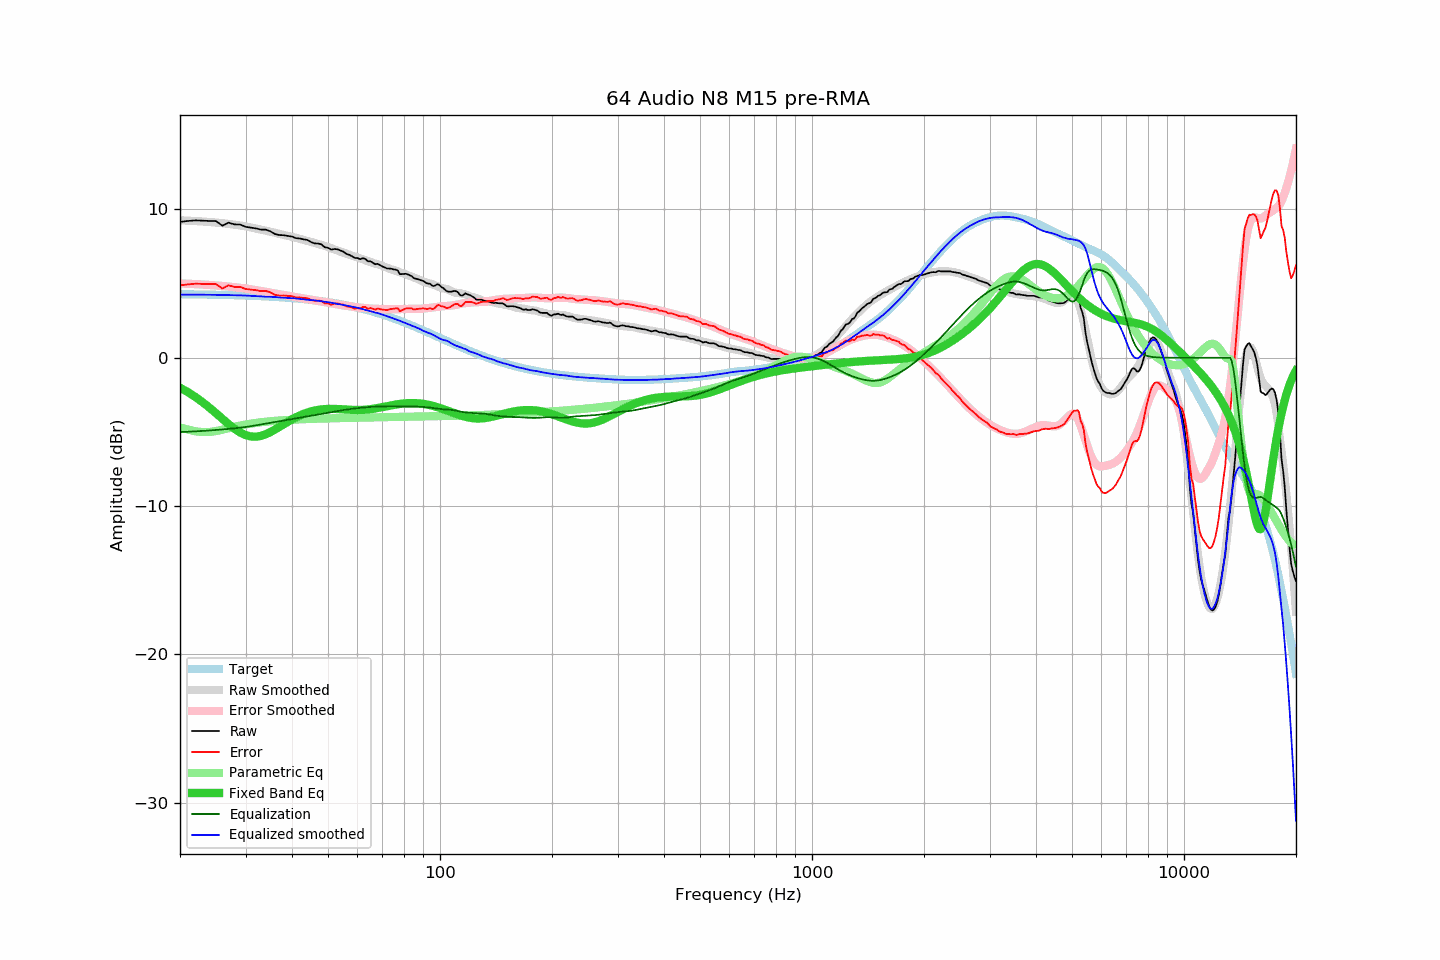 64 Audio N8 M15 pre-RMA
10
0
−10
−20
−30
Amplitude (dBr)
Target
Raw Smoothed
Error Smoothed
Raw
Error
Parametric Eq
Fixed Band Eq
Equalization
Equalized smoothed
100
1000
10000
Frequency (Hz)